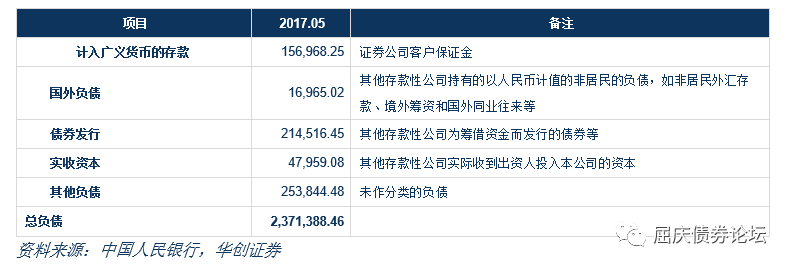 项目 2017.05 备注
计入广义货币的存款 156,968.25 证券公司客户保证金
国外负债 16,965.02 其他存款性公司持有的以人民币计值的非居民的负债，如非居民外汇存
款、境外筹资和国外同业往来等
债券发行 214,516.45 其他存款性公司为筹借资金而发行的债券等
实收资本 47,959.08 其他存款性公司实际收到出资人投入本公司的资本
其他负债 253,844.48 未作分类的负债
总负债 2,371,388.46
资料来源：中国人民银行，华创证券
屈庆债券论坛